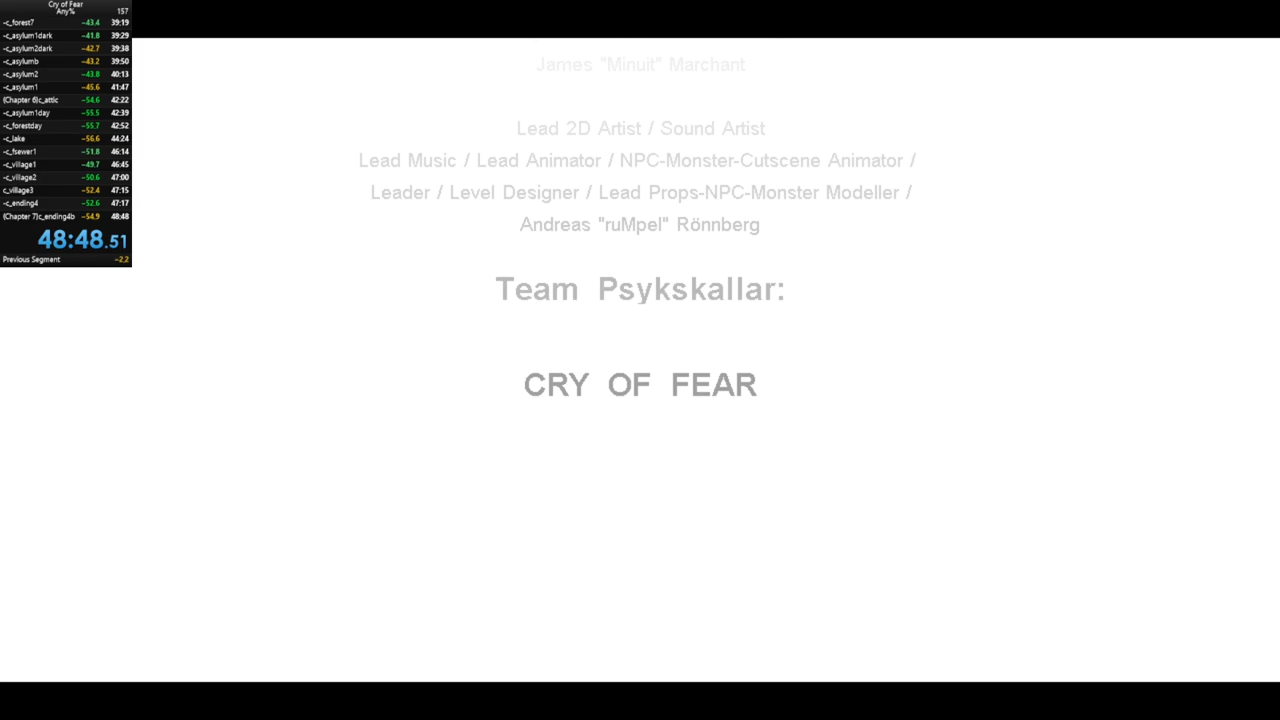 Cry of Fear
Any% 157
-c_forest7 -43.4 39:19
-c_asylum1dark -41.8 39:29
-c_asylum2dark -42.7 39:38
-c_asylumb -43.2 39:50
-c_asylum2 -43.8 40:13
-c_asylum1 -45.6 41:47
(Chapter 6)c_attic -54.6 42:22
-c_asylum1day -55.5 42:39
-c_forestday -55.7 42:52
-c_lake -56.6 44:24
-c_fsewer1 -51.8 46:14
-c_village1 -49.7 46:45
-c_village2 -50.6 47:00
c_village3 -52.4 47:15
-c_ending4 -52.6 47:17
(Chapter 7)c_ending4b -54.9 48:48
48:48.51
Previous Segment -2.2
James "Minuit" Marchant
Lead 2D Artist / Sound Artist
Lead Music / Lead Animator / NPC-Monster-Cutscene Animator /
Leader / Level Designer / Lead Props-NPC-Monster Modeller /
Andreas "ruMpel" Rönnberg
Team Psykskallar:
CRY OF FEAR